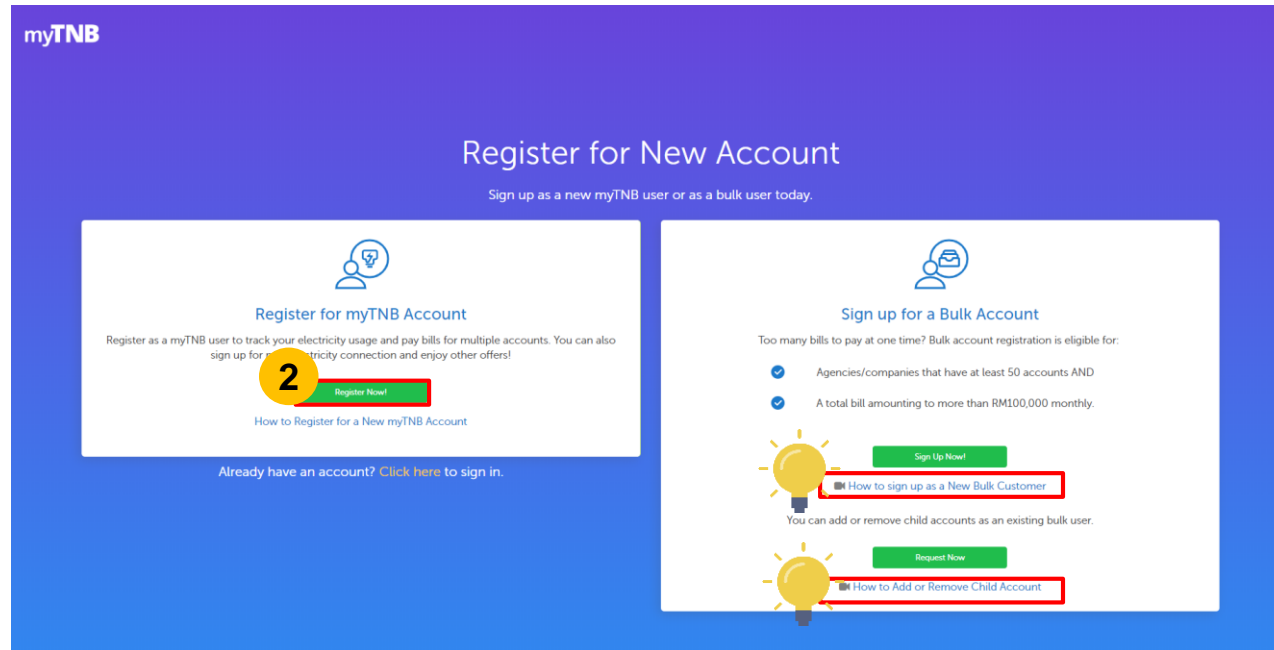 myTNB
Register for New Account
Sign up as a new myTNB user or as a bulk user today.
Register for myTNB Account
Register as a myTNB user to track your electricity usage and pay bills for multiple accounts. You can also
sign up for tricity connection and enjoy other offers!
2
Register Now!
How to Register for a New myTNB Account
Already have an account? Click here to sign in.
Sign up for a Bulk Account
Too many bills to pay at one time? Bulk account registration is eligible for:
Agencies/companies that have at least 50 accounts AND
A total bill amounting to more than RM100,000 monthly.
Sign Up Now!
How to sign up as a New Bulk Customer
You can add or remove child accounts as an existing bulk user.
Request Now
How to Add or Remove Child Account